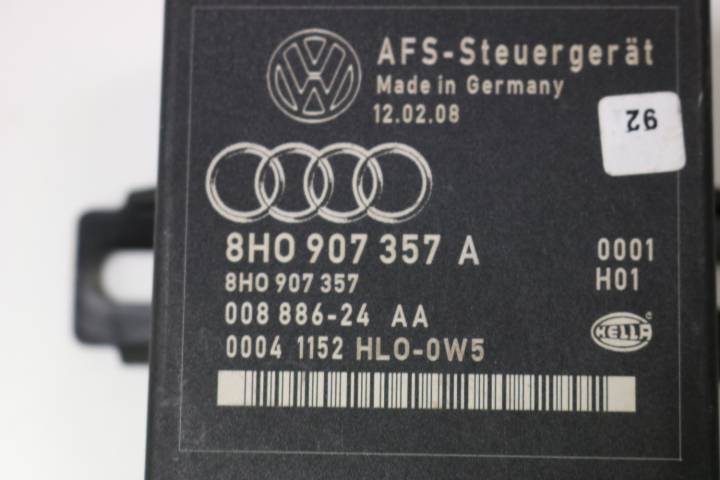 AFS-Steuergerät
Made in Germany
12.02.08
92
8H0 907 357 A 0001
8H0 907 357 H01
008 886-24 AA
0004 1152 HLO-0W5
HELLA